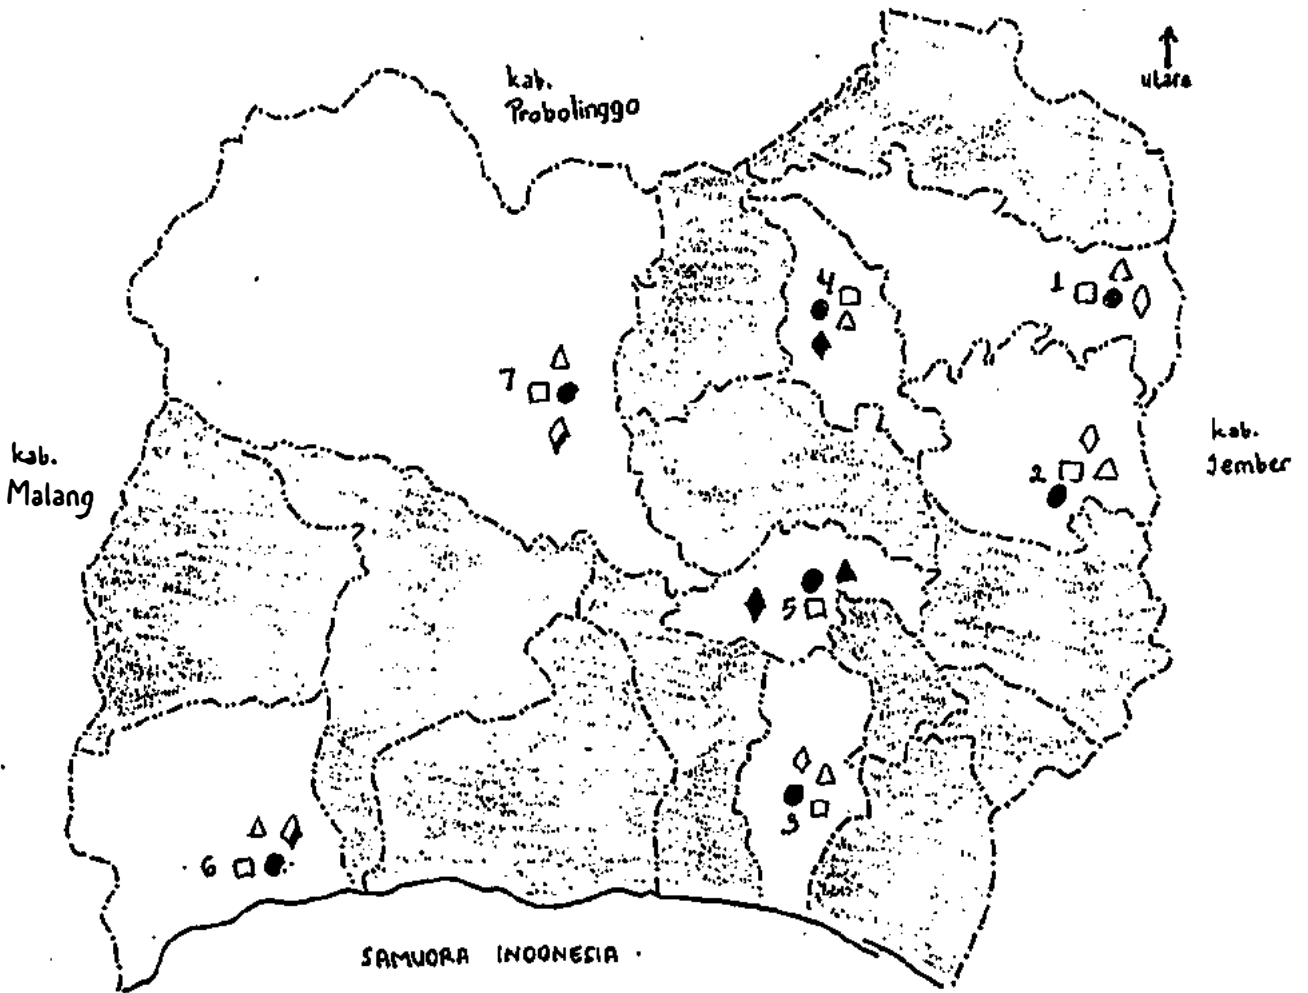 utara
kab.
Probolinggo
1
4
7
kab.
Malang
kab.
Jember
2
5
3
6
SAMUDRA INDONESIA .